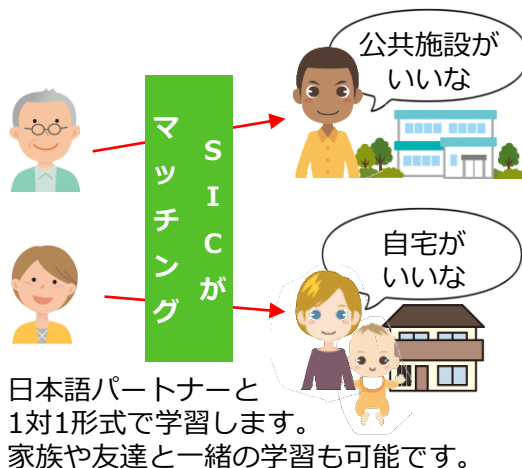 公共施設が
いいな
SICが
マッチング
自宅が
いいな
日本語パートナーと
1対1形式で学習します。
家族や友達と一緒の学習も可能です。